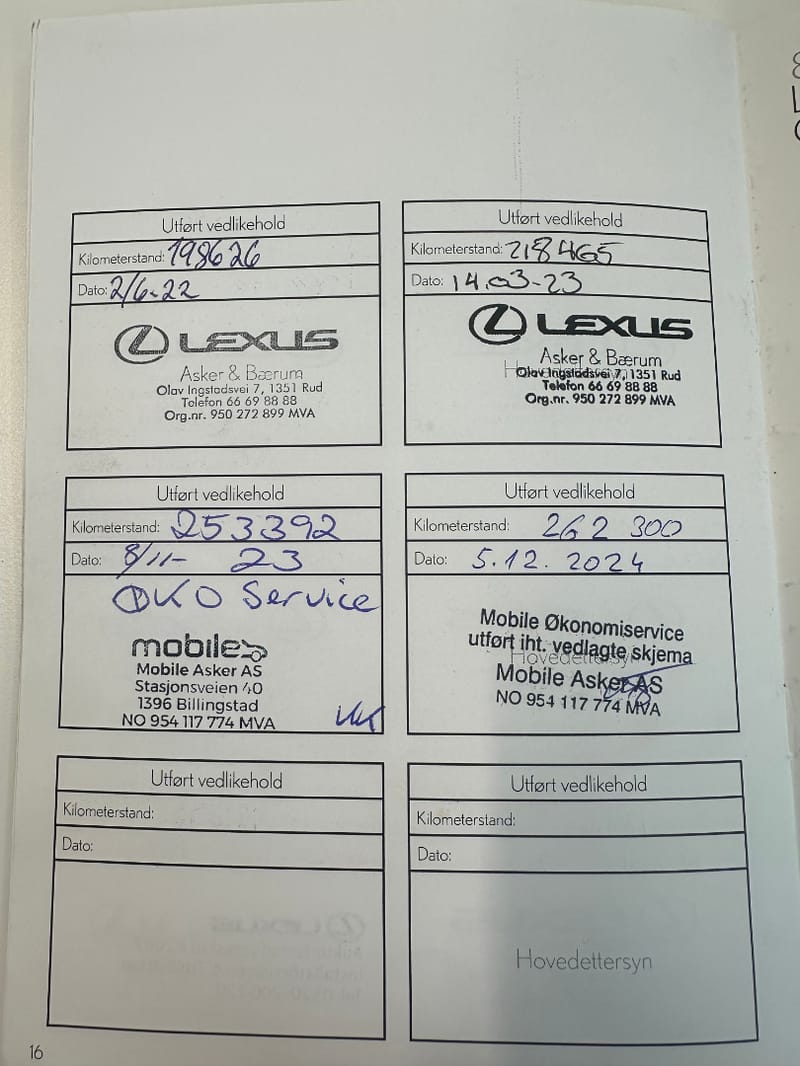 Utført vedlikehold
Kilometerstand: 198626
Dato: 2/6-22
LEXUS
Asker & Bærum
Olav Ingstadsvei 7, 1351 Rud
Telefon 66 69 88 88
Org.nr. 950 272 899 MVA
Utført vedlikehold
Kilometerstand: 218465
Dato: 14.03-23
LEXUS
Asker & Bærum
Olav Ingstadsvei 7, 1351 Rud
Telefon 66 69 88 88
Org.nr. 950 272 899 MVA
Utført vedlikehold
Kilometerstand: 253392
Dato: 8/11- 23
ØKO Service
mobile
Mobile Asker AS
Stasjonsveien 40
1396 Billingstad
NO 954 117 774 MVA
Utført vedlikehold
Kilometerstand: 262 300
Dato: 5.12.2024
Mobile Økonomiservice
utført iht. vedlagte skjema
Hovedettersyn
Mobile Asker AS
NO 954 117 774 MVA
Utført vedlikehold
Kilometerstand:
Dato:
Utført vedlikehold
Kilometerstand:
Dato:
Hovedettersyn
16